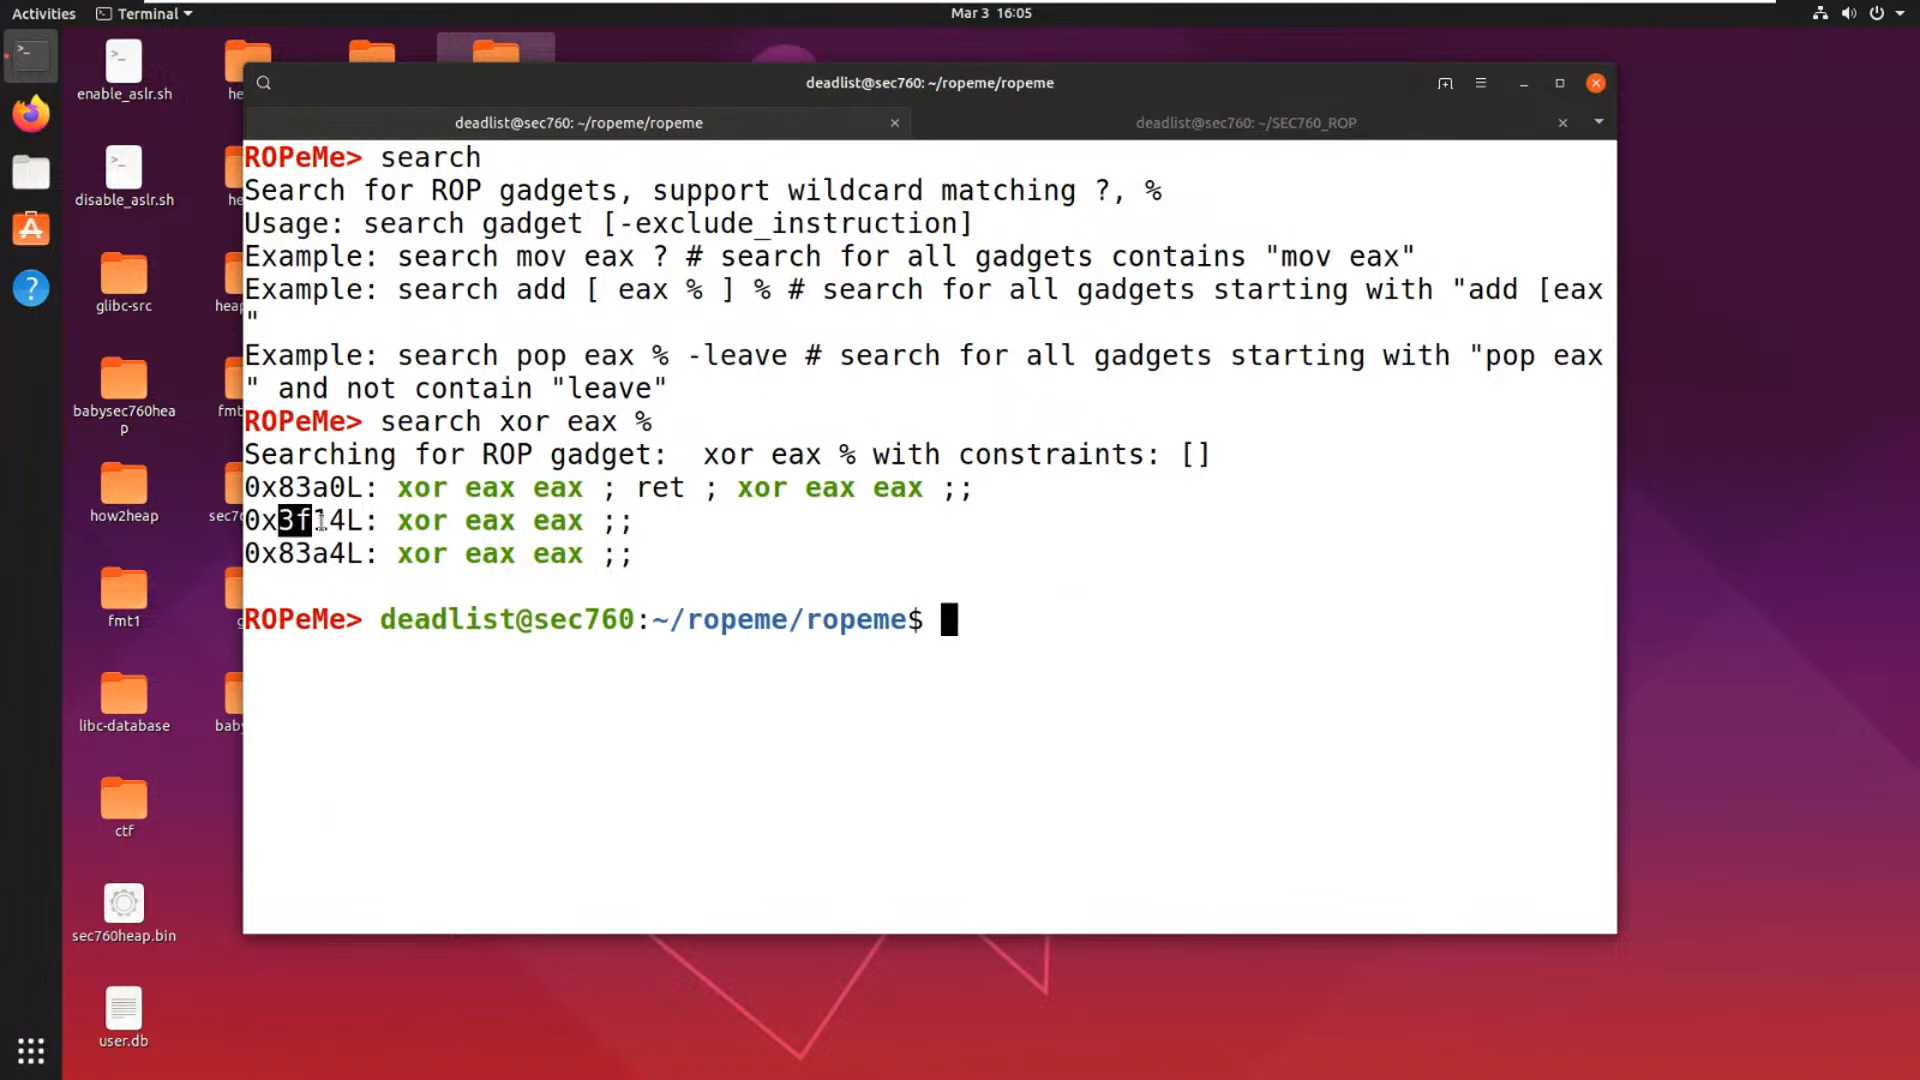 Activities
Terminal
Mar 3 16:05
enable_aslr.sh
he
disable_aslr.sh
glibc-src
heap
babysec760hea
p
fmt
how2heap
sec7
fmt1
libc-database
baby
ctf
sec760heap.bin
user.db
deadlist@sec760: ~/ropeme/ropeme
deadlist@sec760: ~/ropeme/ropeme
deadlist@sec760: ~/SEC760_ROP
ROPeMe> search
Search for ROP gadgets, support wildcard matching ?, %
Usage: search gadget [-exclude_instruction]
Example: search mov eax ? # search for all gadgets contains "mov eax"
Example: search add [ eax % ] % # search for all gadgets starting with "add [eax
"
Example: search pop eax % -leave # search for all gadgets starting with "pop eax
" and not contain "leave"
ROPeMe> search xor eax %
Searching for ROP gadget:  xor eax % with constraints: []
0x83a0L: xor eax eax ; ret ; xor eax eax ;;
0x3f14L: xor eax eax ;;
0x83a4L: xor eax eax ;;
ROPeMe> deadlist@sec760:~/ropeme/ropeme$